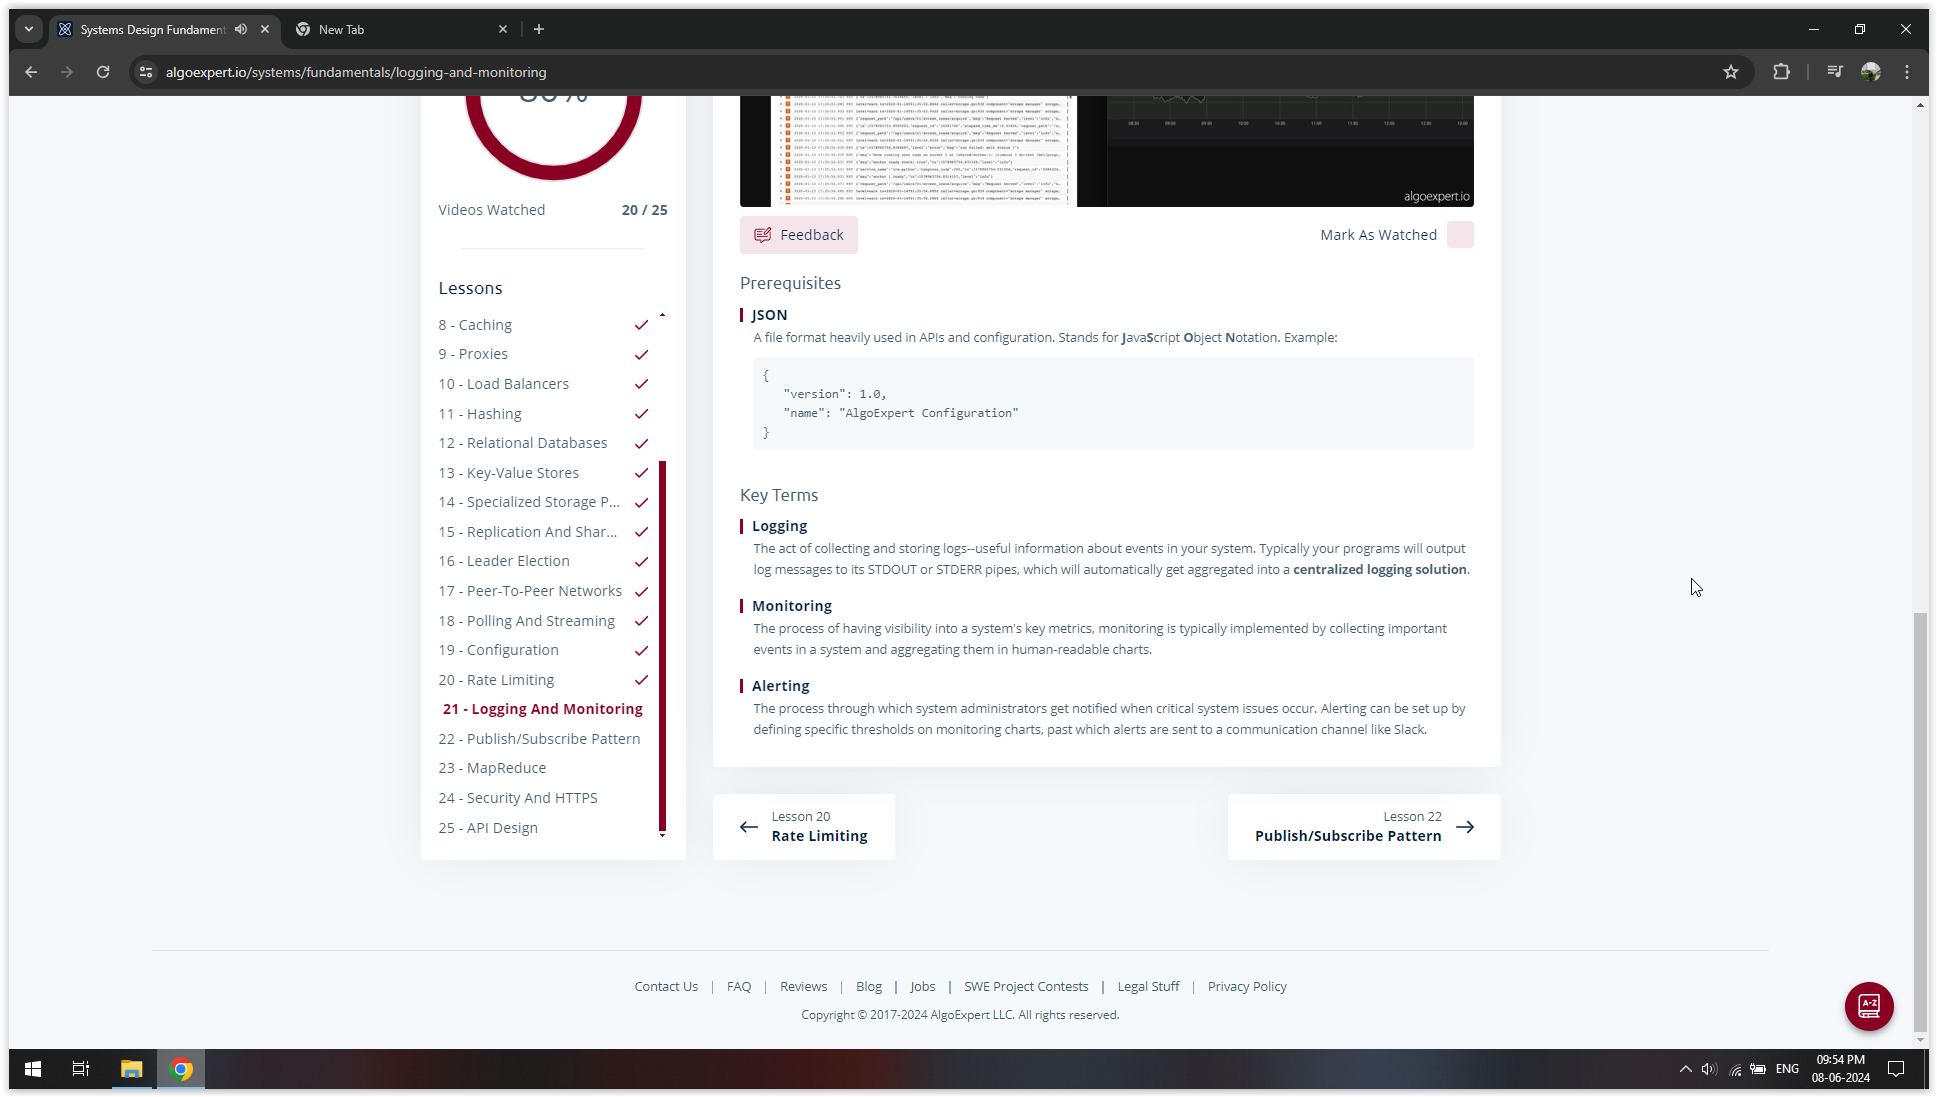 Systems Design Fundament
New Tab
algoexpert.io/systems/fundamentals/logging-and-monitoring
Videos Watched 20 / 25
Lessons
8 - Caching
9 - Proxies
10 - Load Balancers
11 - Hashing
12 - Relational Databases
13 - Key-Value Stores
14 - Specialized Storage P...
15 - Replication And Shar...
16 - Leader Election
17 - Peer-To-Peer Networks
18 - Polling And Streaming
19 - Configuration
20 - Rate Limiting
21 - Logging And Monitoring
22 - Publish/Subscribe Pattern
23 - MapReduce
24 - Security And HTTPS
25 - API Design
algoexpert.io
Feedback
Mark As Watched
Prerequisites
JSON
A file format heavily used in APIs and configuration. Stands for JavaScript Object Notation. Example:
{
"version": 1.0,
"name": "AlgoExpert Configuration"
}
Key Terms
Logging
The act of collecting and storing logs--useful information about events in your system. Typically your programs will output
log messages to its STDOUT or STDERR pipes, which will automatically get aggregated into a centralized logging solution.
Monitoring
The process of having visibility into a system's key metrics, monitoring is typically implemented by collecting important
events in a system and aggregating them in human-readable charts.
Alerting
The process through which system administrators get notified when critical system issues occur. Alerting can be set up by
defining specific thresholds on monitoring charts, past which alerts are sent to a communication channel like Slack.
Lesson 20
Rate Limiting
Lesson 22
Publish/Subscribe Pattern
Contact Us | FAQ | Reviews | Blog | Jobs | SWE Project Contests | Legal Stuff | Privacy Policy
Copyright © 2017-2024 AlgoExpert LLC. All rights reserved.
A-Z
ENG
09:54 PM
08-06-2024